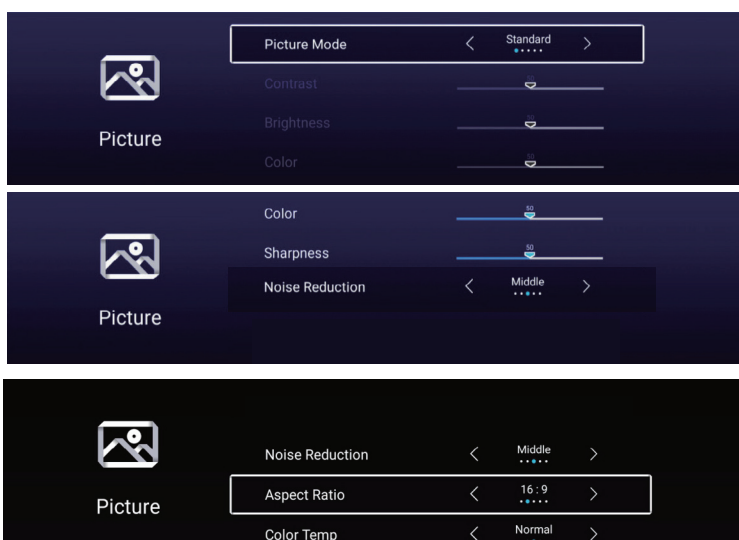 Picture Mode
Standard
Contrast
Brightness
Color
Picture
Color
50
Sharpness
50
Noise Reduction
Middle
Picture
Noise Reduction
Middle
Aspect Ratio
16 : 9
Color Temp
Normal
Picture